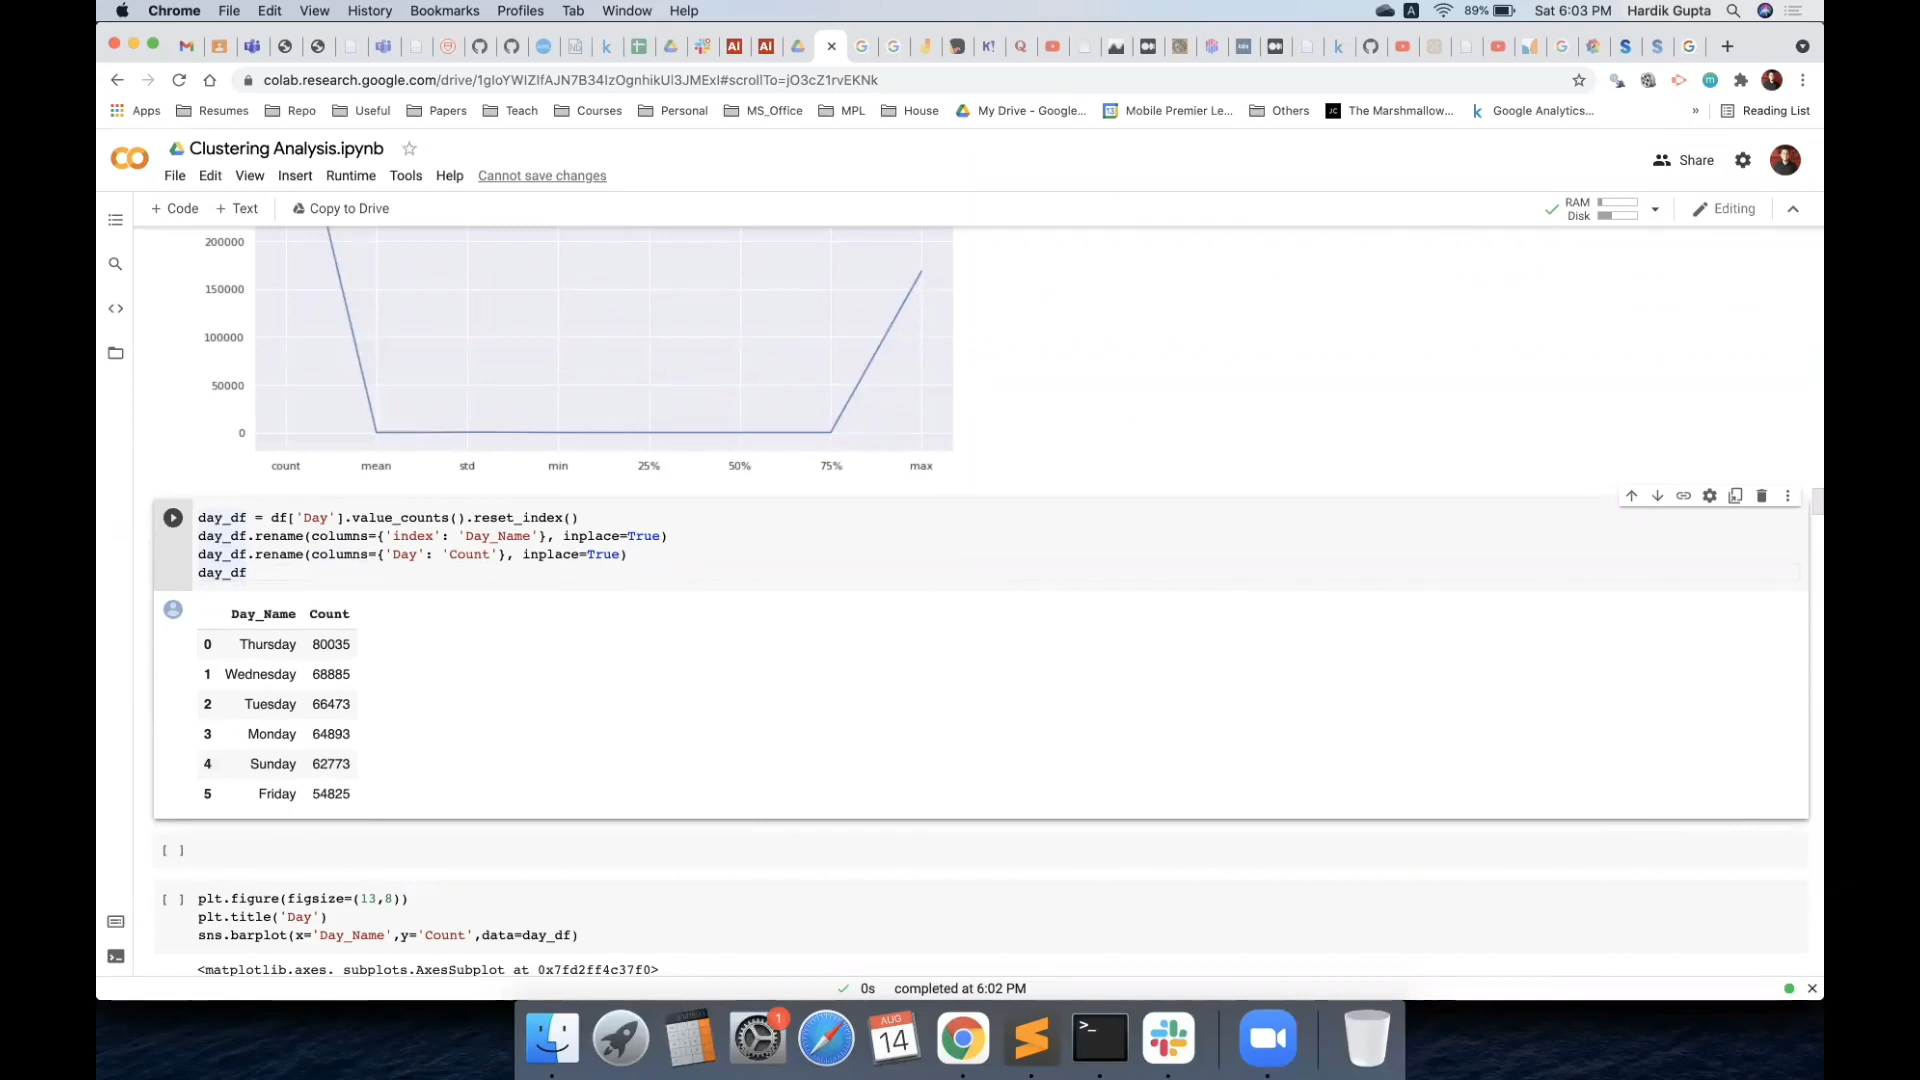 Chrome File Edit View History Bookmarks Profiles Tab Window Help
A 89% Sat 6:03 PM Hardik Gupta
colab.research.google.com/drive/1gIoYWIZIfAJN7B34IzOgnhikUl3JMExI#scrollTo=jO3cZ1rvEKNk
Apps Resumes Repo Useful Papers Teach Courses Personal MS_Office MPL House My Drive - Google... Mobile Premier Le... Others The Marshmallow... Google Analytics... » Reading List
Clustering Analysis.ipynb
Share
File Edit View Insert Runtime Tools Help Cannot save changes
+ Code + Text Copy to Drive
RAM
Disk
Editing
200000
150000
100000
50000
0
count mean std min 25% 50% 75% max
day_df = df['Day'].value_counts().reset_index()
day_df.rename(columns={'index': 'Day_Name'}, inplace=True)
day_df.rename(columns={'Day': 'Count'}, inplace=True)
day_df
Day_Name Count
0 Thursday 80035
1 Wednesday 68885
2 Tuesday 66473
3 Monday 64893
4 Sunday 62773
5 Friday 54825
[ ]
[ ] plt.figure(figsize=(13,8))
plt.title('Day')
sns.barplot(x='Day_Name',y='Count',data=day_df)
<matplotlib.axes._subplots.AxesSubplot at 0x7fd2ff4c37f0>
0s completed at 6:02 PM
1
AUG
14